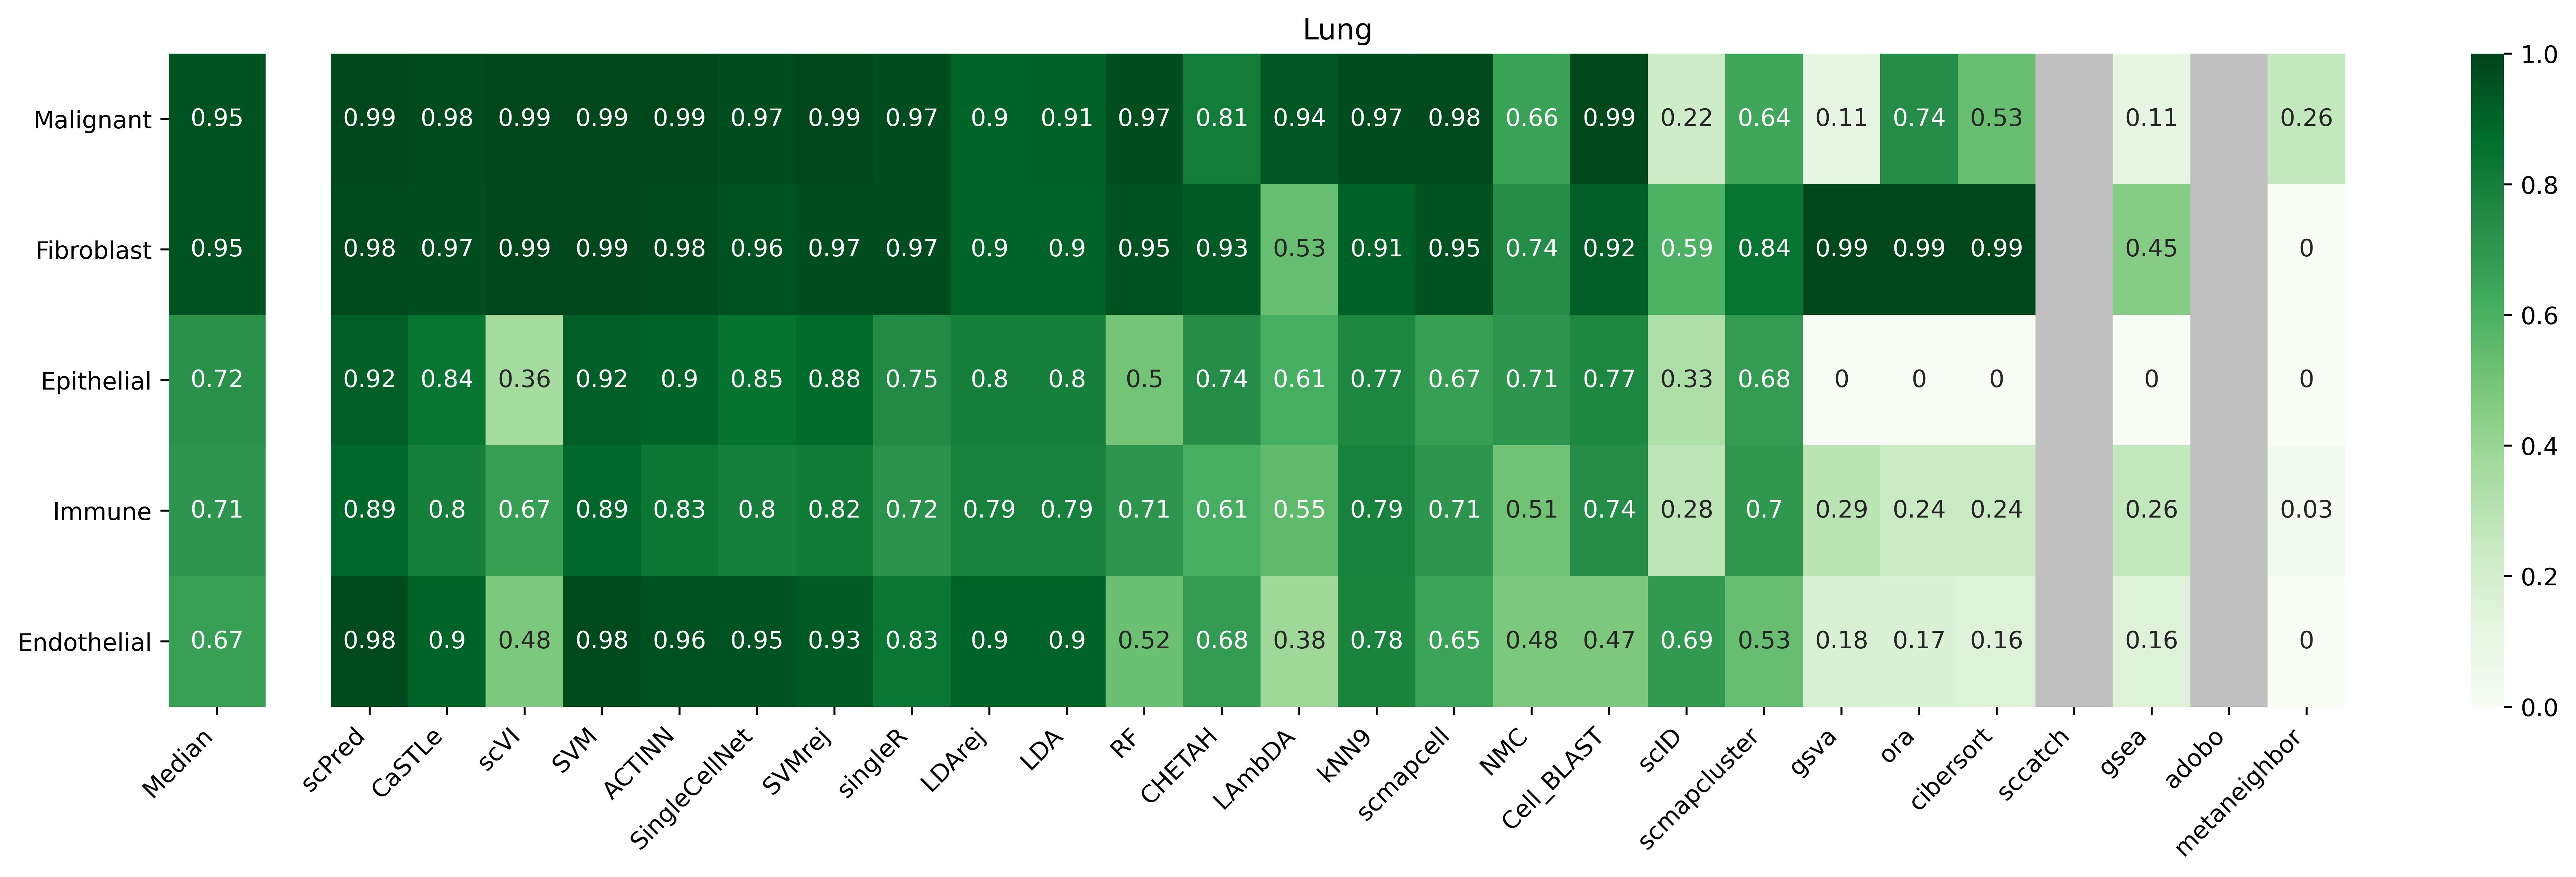 Lung
Malignant 0.95 0.99 0.98 0.99 0.99 0.99 0.97 0.99 0.97 0.9 0.91 0.97 0.81 0.94 0.97 0.98 0.66 0.99 0.22 0.64 0.11 0.74 0.53 0.11 0.26
Fibroblast 0.95 0.98 0.97 0.99 0.99 0.98 0.96 0.97 0.97 0.9 0.9 0.95 0.93 0.53 0.91 0.95 0.74 0.92 0.59 0.84 0.99 0.99 0.99 0.45 0
Epithelial 0.72 0.92 0.84 0.36 0.92 0.9 0.85 0.88 0.75 0.8 0.8 0.5 0.74 0.61 0.77 0.67 0.71 0.77 0.33 0.68 0 0 0 0 0
Immune 0.71 0.89 0.8 0.67 0.89 0.83 0.8 0.82 0.72 0.79 0.79 0.71 0.61 0.55 0.79 0.71 0.51 0.74 0.28 0.7 0.29 0.24 0.24 0.26 0.03
Endothelial 0.67 0.98 0.9 0.48 0.98 0.96 0.95 0.93 0.83 0.9 0.9 0.52 0.68 0.38 0.78 0.65 0.48 0.47 0.69 0.53 0.18 0.17 0.16 0.16 0
Median scPred CaSTLe scVI SVM ACTINN SingleCellNet SVMrej singleR LDArej LDA RF CHETAH LAmbDA kNN9 scmapcell NMC Cell_BLAST scID scmapcluster gsva ora cibersort sccatch gsea adobo metaneighbor
1.0
0.8
0.6
0.4
0.2
0.0